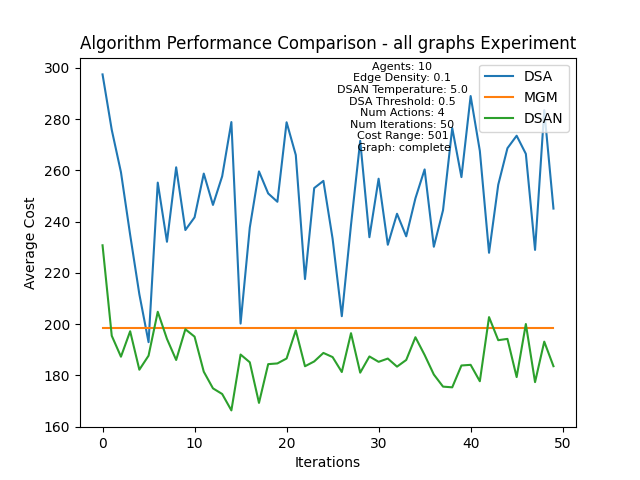 Algorithm Performance Comparison - all graphs Experiment
Agents: 10
Edge Density: 0.1
DSAN Temperature: 5.0
DSA Threshold: 0.5
Num Actions: 4
Num Iterations: 50
Cost Range: 501
Graph: complete
DSA
MGM
DSAN
Average Cost
300
280
260
240
220
200
180
160
0
10
20
30
40
50
Iterations